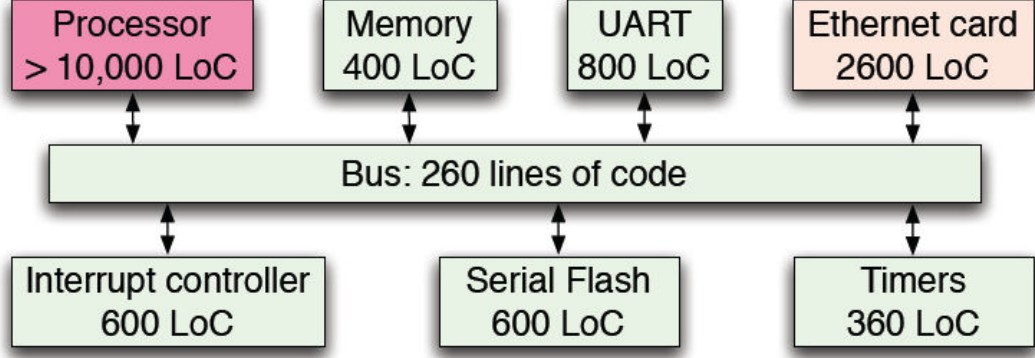 Processor
> 10,000 LoC
Memory
400 LoC
UART
800 LoC
Ethernet card
2600 LoC
Bus: 260 lines of code
Interrupt controller
600 LoC
Serial Flash
600 LoC
Timers
360 LoC